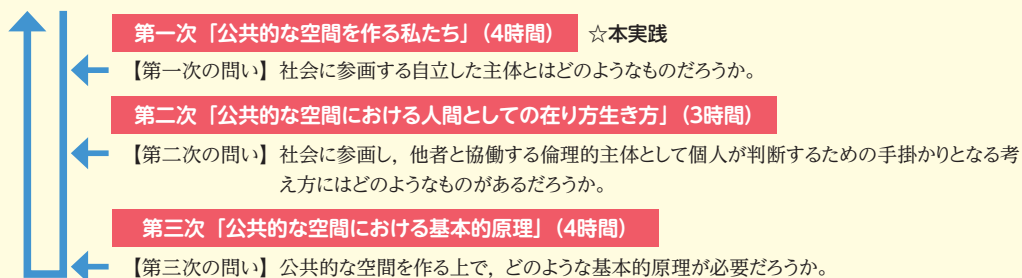 第一次「公共的な空間を作る私たち」（4時間） ☆本実践
【第一次の問い】社会に参画する自立した主体とはどのようなものだろうか。
第二次「公共的な空間における人間としての在り方生き方」（3時間）
【第二次の問い】社会に参画し，他者と協働する倫理的主体として個人が判断するための手掛かりとなる考
え方にはどのようなものがあるだろうか。
第三次「公共的な空間における基本的原理」（4時間）
【第三次の問い】公共的な空間を作る上で，どのような基本的原理が必要だろうか。